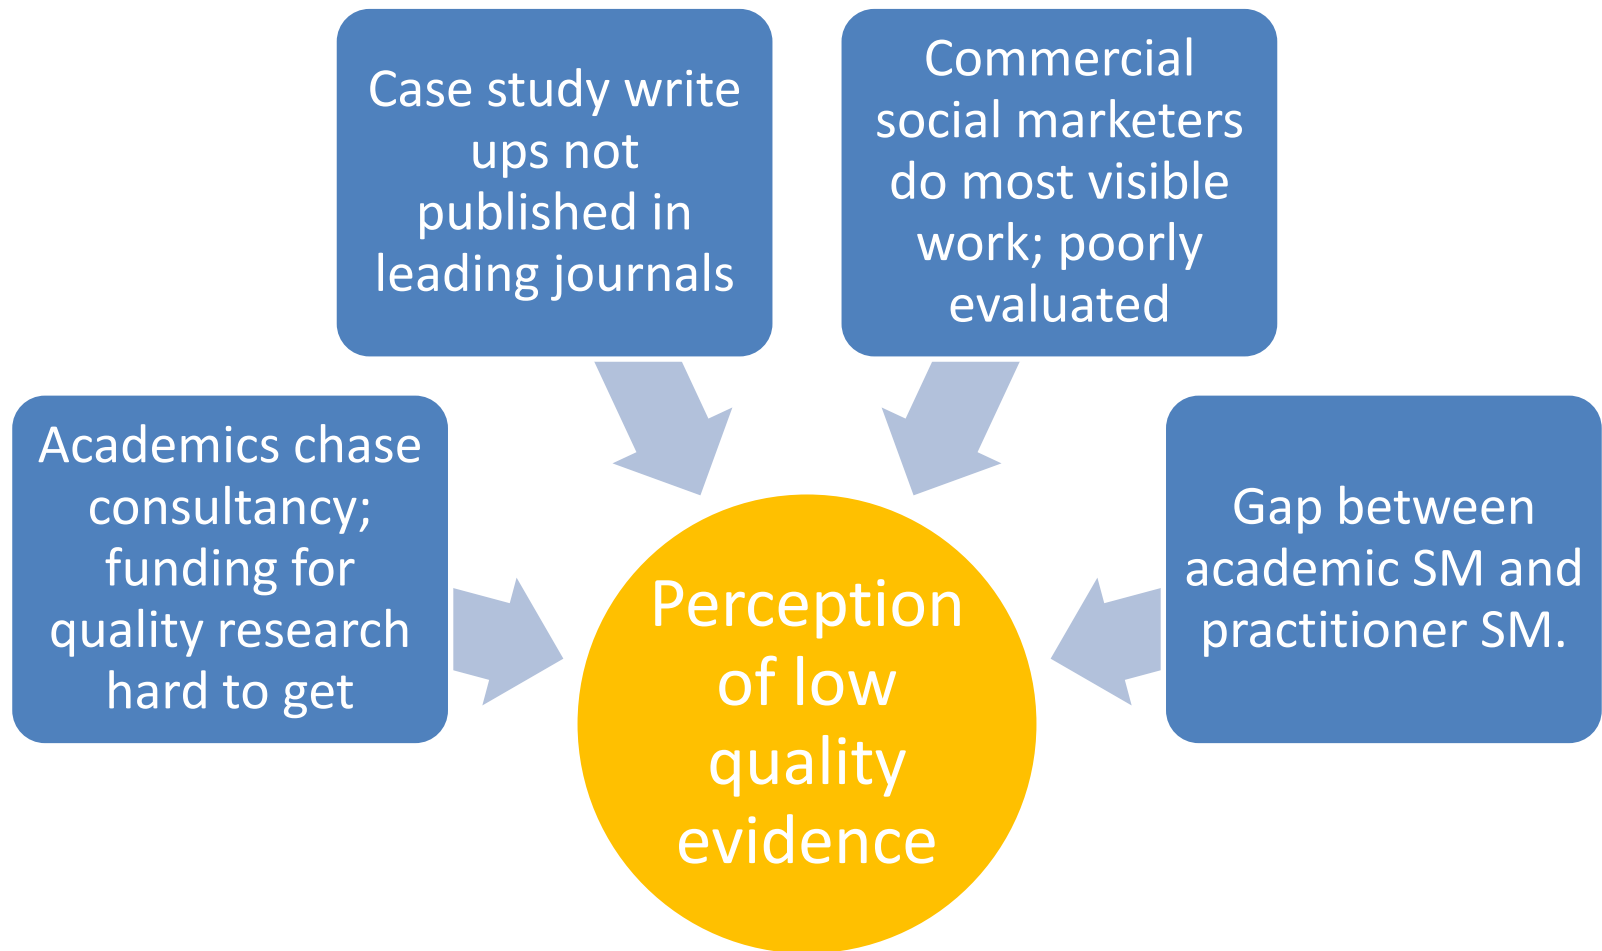 Case study write
ups not
published in
leading journals
Commercial
social marketers
do most visible
work; poorly
evaluated
Academics chase
consultancy;
funding for
quality research
hard to get
Gap between
academic SM and
practitioner SM.
Perception
of low
quality
evidence